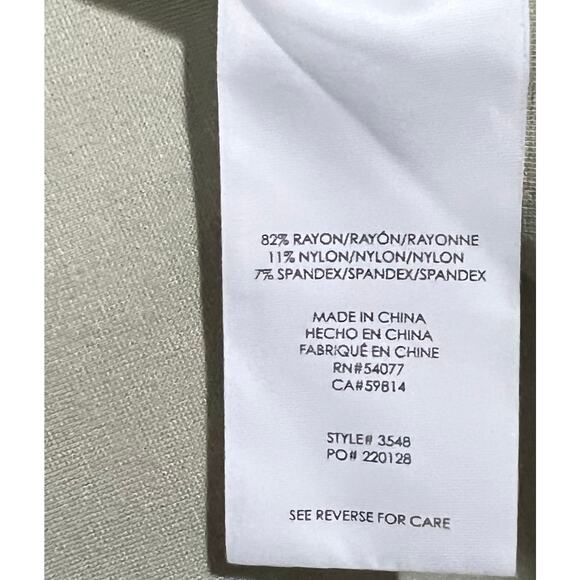 82% RAYON/RAYÓN/RAYONNE
11% NYLON/NYLON/NYLON
7% SPANDEX/SPANDEX/SPANDEX
MADE IN CHINA
HECHO EN CHINA
FABRIQUÉ EN CHINE
RN#54077
CA#59814
STYLE# 3548
PO# 220128
SEE REVERSE FOR CARE